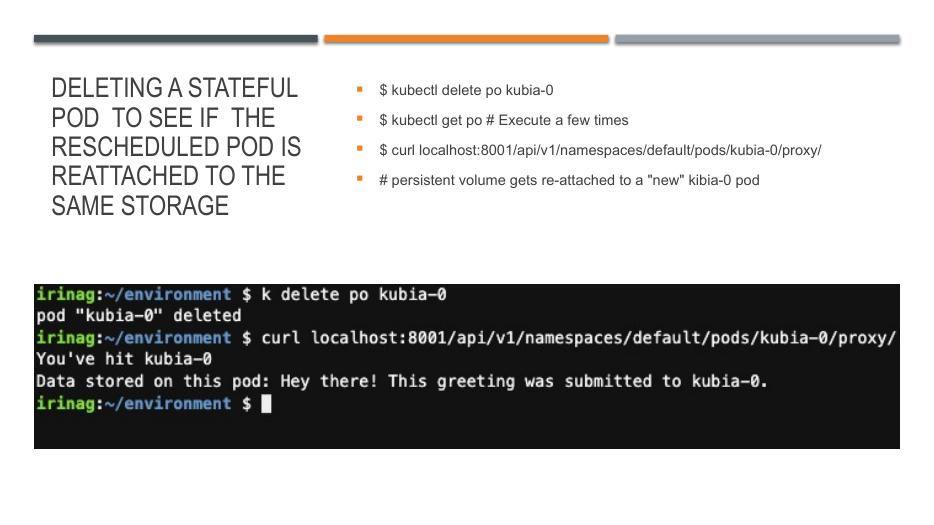 DELETING A STATEFUL
POD TO SEE IF THE
RESCHEDULED POD IS
REATTACHED TO THE
SAME STORAGE
$ kubectl delete po kubia-0
$ kubectl get po # Execute a few times
$ curl localhost:8001/api/v1/namespaces/default/pods/kubia-0/proxy/
# persistent volume gets re-attached to a "new" kibia-0 pod
irinag:~/environment $ k delete po kubia-0
pod "kubia-0" deleted
irinag:~/environment $ curl localhost:8001/api/v1/namespaces/default/pods/kubia-0/proxy/
You've hit kubia-0
Data stored on this pod: Hey there! This greeting was submitted to kubia-0.
irinag:~/environment $